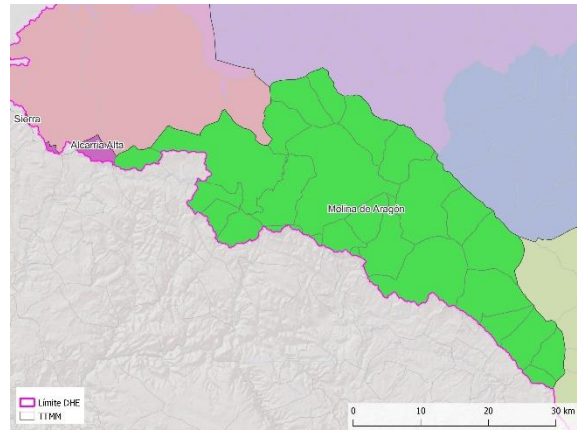 Sierra
Alcarria Alta
Molina de Aragón
Límite DHE
TTMM
0 10 20 30 km